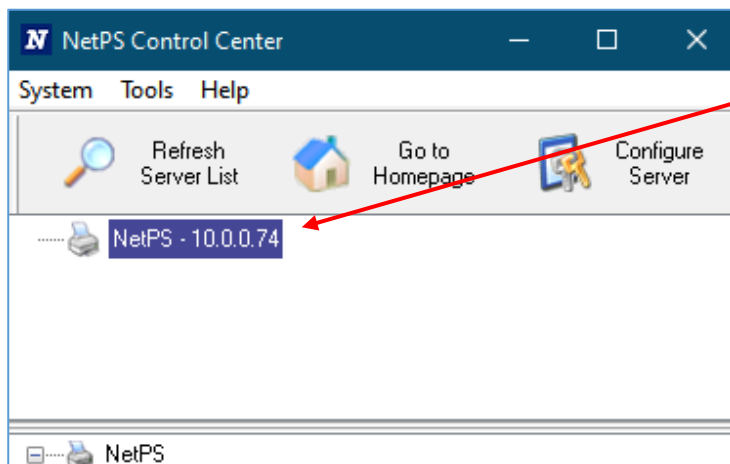 N NetPS Control Center
System Tools Help
Refresh Server List
Go to Homepage
Configure Server
NetPS - 10.0.0.74
NetPS